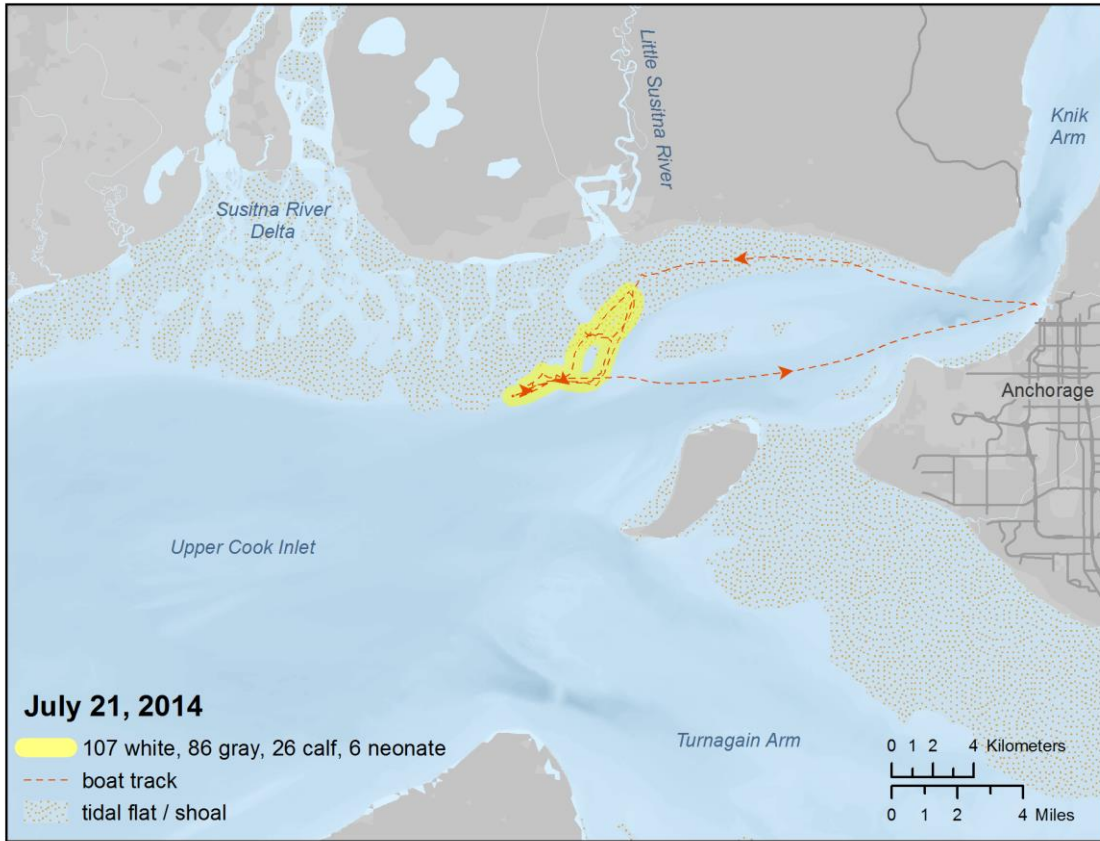 Little Susitna River
Knik
Arm
Susitna River
Delta
Anchorage
Upper Cook Inlet
Turnagain Arm
July 21, 2014
107 white, 86 gray, 26 calf, 6 neonate
boat track
tidal flat / shoal
0 1 2 4 Kilometers
0 1 2 4 Miles